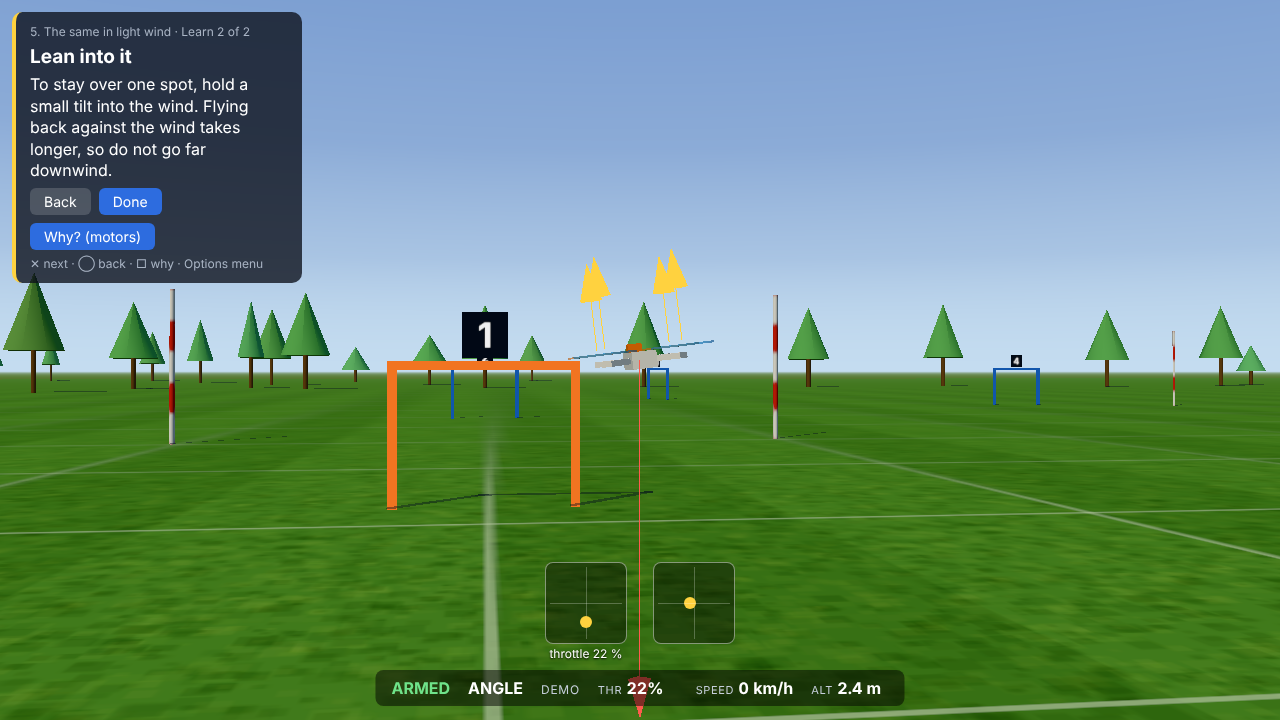 5. The same in light wind · Learn 2 of 2
Lean into it
To stay over one spot, hold a
small tilt into the wind. Flying
back against the wind takes
longer, so do not go far
downwind.
Back Done
Why? (motors)
✕ next · ◯ back · □ why · Options menu
1
4
throttle 22 %
ARMED ANGLE DEMO THR 22% SPEED 0 km/h ALT 2.4 m